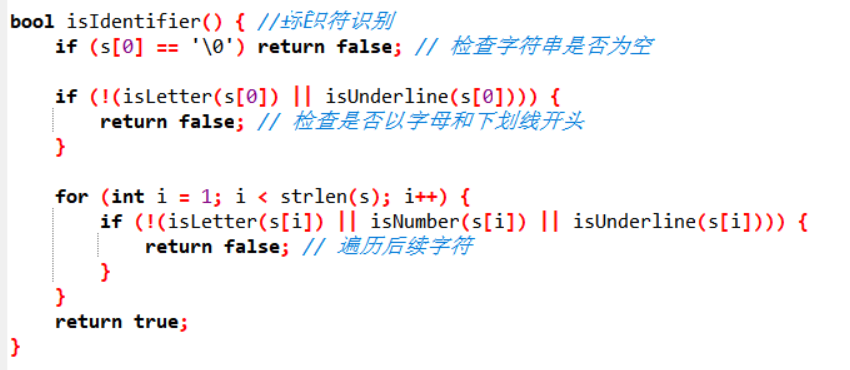 bool isIdentifier() { //标识符识别
if (s[0] == '\0') return false; // 检查字符串是否为空
if (!(isLetter(s[0]) || isUnderline(s[0]))) {
return false; // 检查是否以字母和下划线开头
}
for (int i = 1; i < strlen(s); i++) {
if (!(isLetter(s[i]) || isNumber(s[i]) || isUnderline(s[i]))) {
return false; // 遍历后续字符
}
}
return true;
}